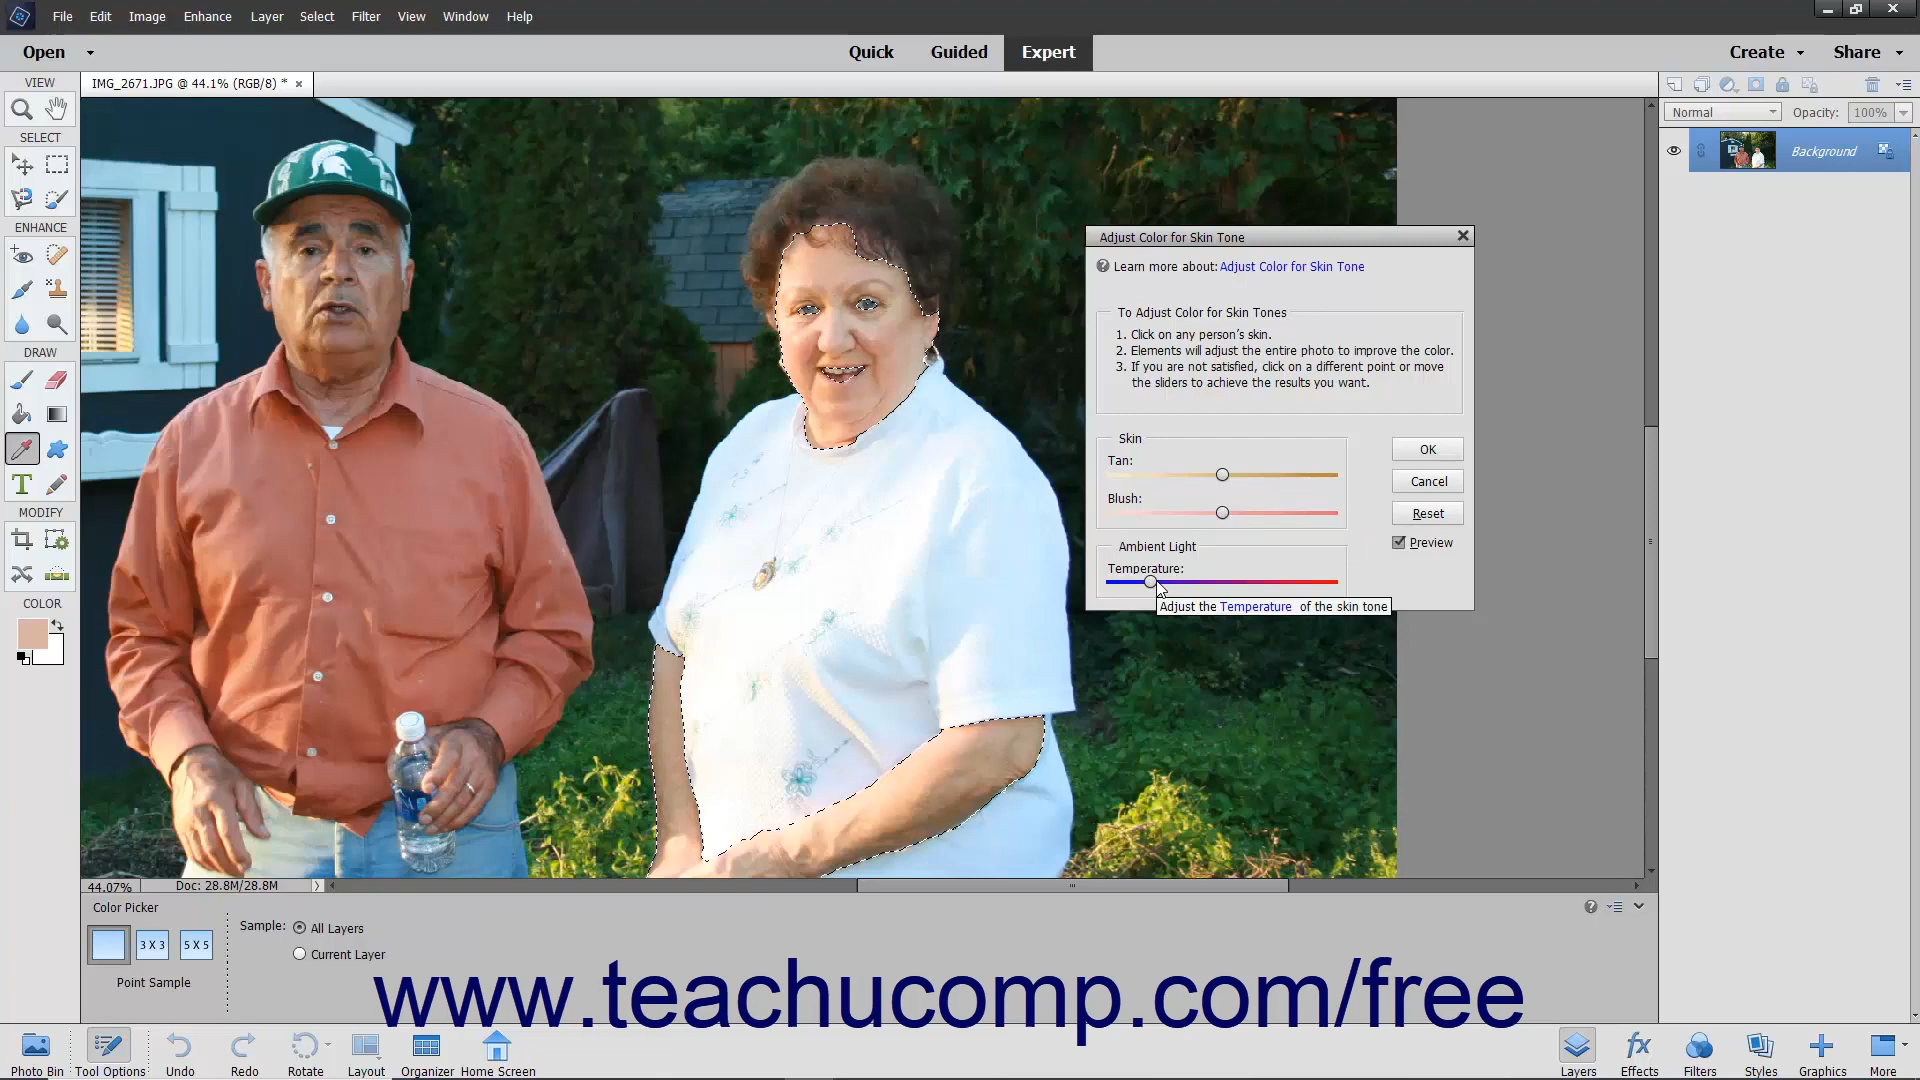 File Edit Image Enhance Layer Select Filter View Window Help
Open Quick Guided Expert Create Share
VIEW
IMG_2671.JPG @ 44.1% (RGB/8) * ×
Normal Opacity: 100%
SELECT
Background
ENHANCE
Adjust Color for Skin Tone
Learn more about: Adjust Color for Skin Tone
To Adjust Color for Skin Tones
1. Click on any person's skin.
2. Elements will adjust the entire photo to improve the color.
3. If you are not satisfied, click on a different point or move
the sliders to achieve the results you want.
DRAW
Skin
Tan:
OK
Cancel
Blush:
Reset
MODIFY
Preview
Ambient Light
Temperature:
Adjust the Temperature of the skin tone
COLOR
44.07% Doc: 28.8M/28.8M
Color Picker
Sample: All Layers
3 X 3 5 X 5
Current Layer
Point Sample
www.teachucomp.com/free
Photo Bin Tool Options Undo Redo Rotate Layout Organizer Home Screen Layers Effects Filters Styles Graphics More